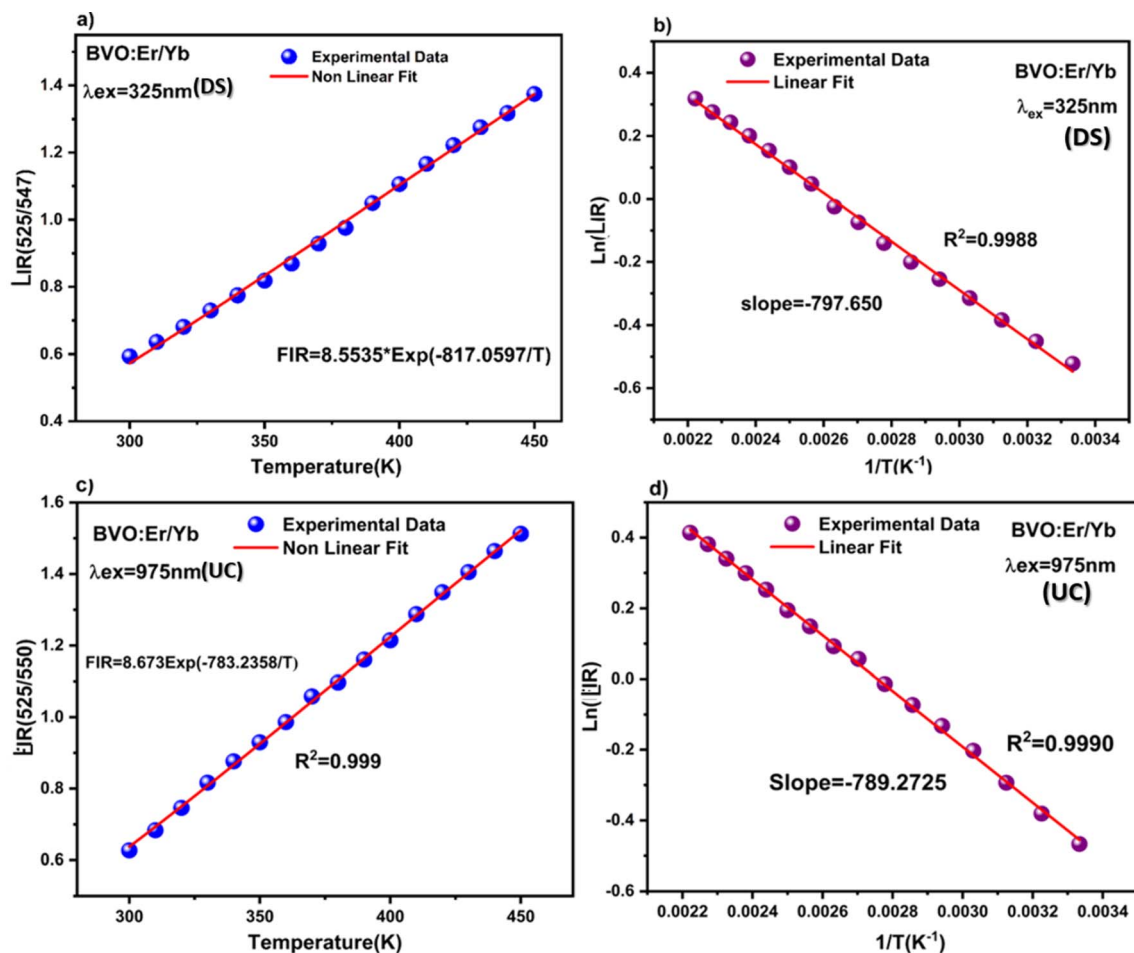 a)
BVO:Er/Yb
λex=325nm(DS)
Experimental Data
Non Linear Fit
FIR=8.5535*Exp(-817.0597/T)
LIR(525/547)
1.4
1.2
1.0
0.8
0.6
0.4
300
350
400
450
Temperature(K)
b)
Experimental Data
Linear Fit
BVO:Er/Yb
λex=325nm
(DS)
R²=0.9988
slope=-797.650
Ln(LIR)
0.4
0.2
0.0
-0.2
-0.4
-0.6
0.0022 0.0024 0.0026 0.0028 0.0030 0.0032 0.0034
1/T(K⁻¹)
c)
BVO:Er/Yb
λex=975nm(UC)
Experimental Data
Non Linear Fit
FIR=8.673Exp(-783.2358/T)
R²=0.999
IR(525/550)
1.6
1.4
1.2
1.0
0.8
0.6
300
350
400
450
Temperature(K)
d)
Experimental Data
Linear Fit
BVO:Er/Yb
λex=975nm
(UC)
R²=0.9990
Slope=-789.2725
0.4
0.2
0.0
-0.2
-0.4
-0.6
0.0022 0.0024 0.0026 0.0028 0.0030 0.0032 0.0034
1/T(K⁻¹)